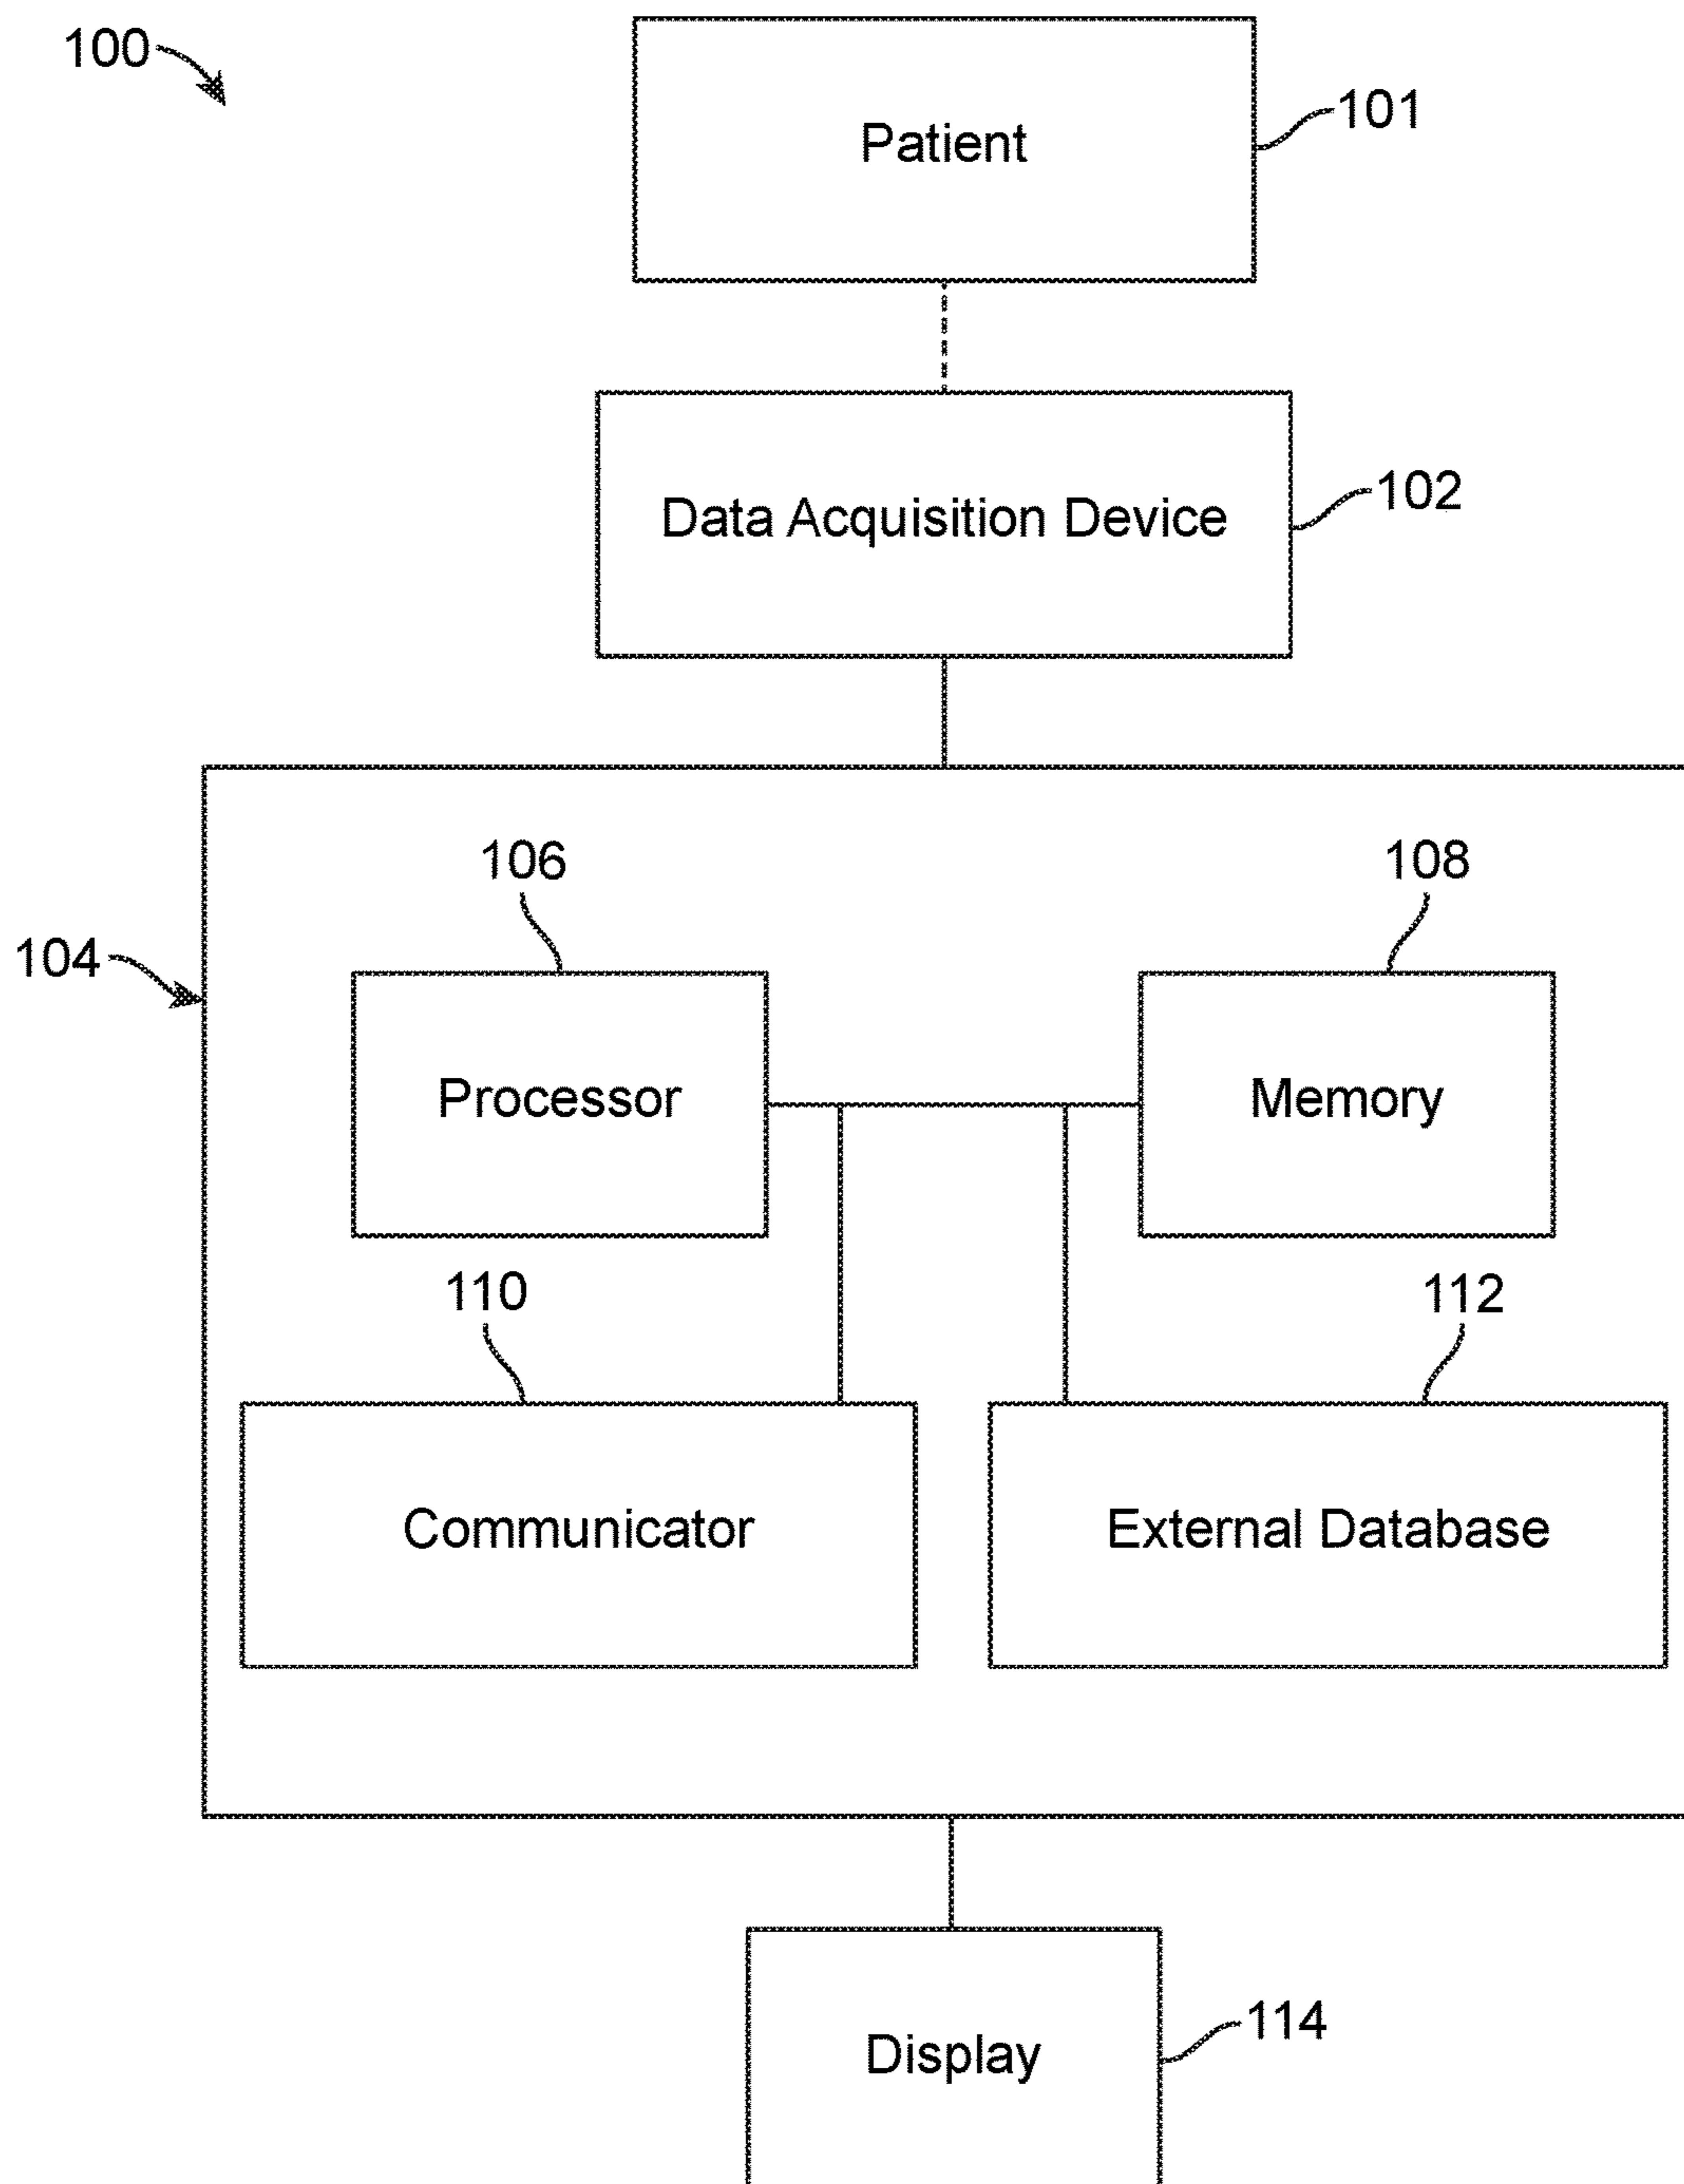 100
Patient
101
Data Acquisition Device
102
104
106
108
Processor
Memory
110
112
Communicator
External Database
Display
114